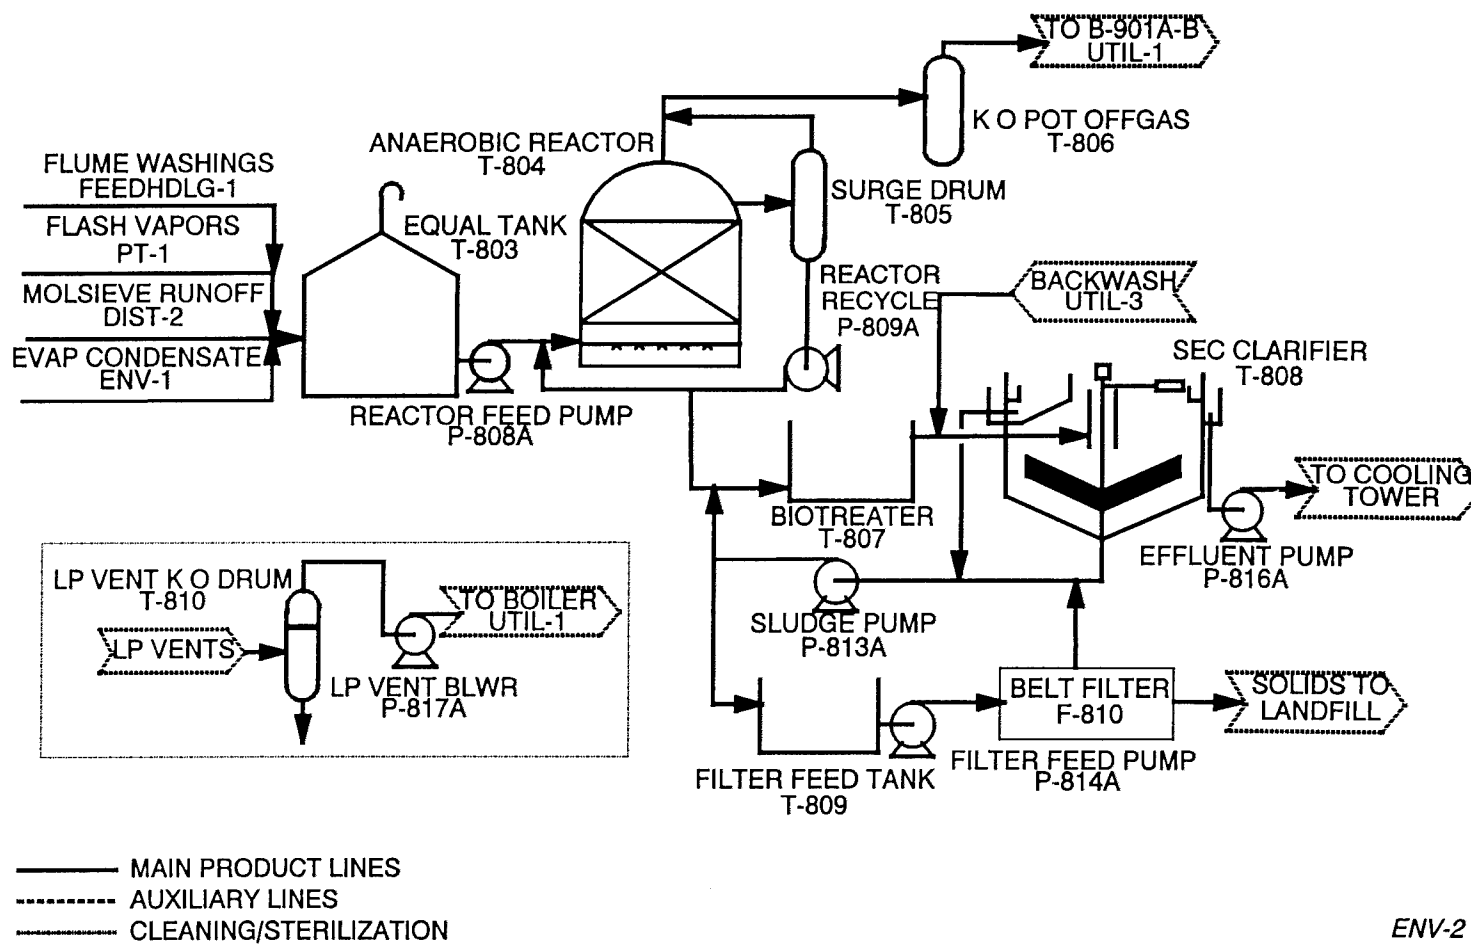 TO B-901A-B
UTIL-1
K O POT OFFGAS
T-806
ANAEROBIC REACTOR
T-804
FLUME WASHINGS
FEEDHDLG-1
SURGE DRUM
T-805
EQUAL TANK
T-803
FLASH VAPORS
PT-1
REACTOR
RECYCLE
P-809A
BACKWASH
UTIL-3
MOLSIEVE RUNOFF
DIST-2
EVAP CONDENSATE
ENV-1
SEC CLARIFIER
T-808
REACTOR FEED PUMP
P-808A
TO COOLING
TOWER
BIOTREATER
T-807
EFFLUENT PUMP
P-816A
LP VENT K O DRUM
T-810
TO BOILER
UTIL-1
LP VENTS
SLUDGE PUMP
P-813A
LP VENT BLWR
P-817A
BELT FILTER
F-810
SOLIDS TO
LANDFILL
FILTER FEED PUMP
P-814A
FILTER FEED TANK
T-809
MAIN PRODUCT LINES
AUXILIARY LINES
CLEANING/STERILIZATION
ENV-2